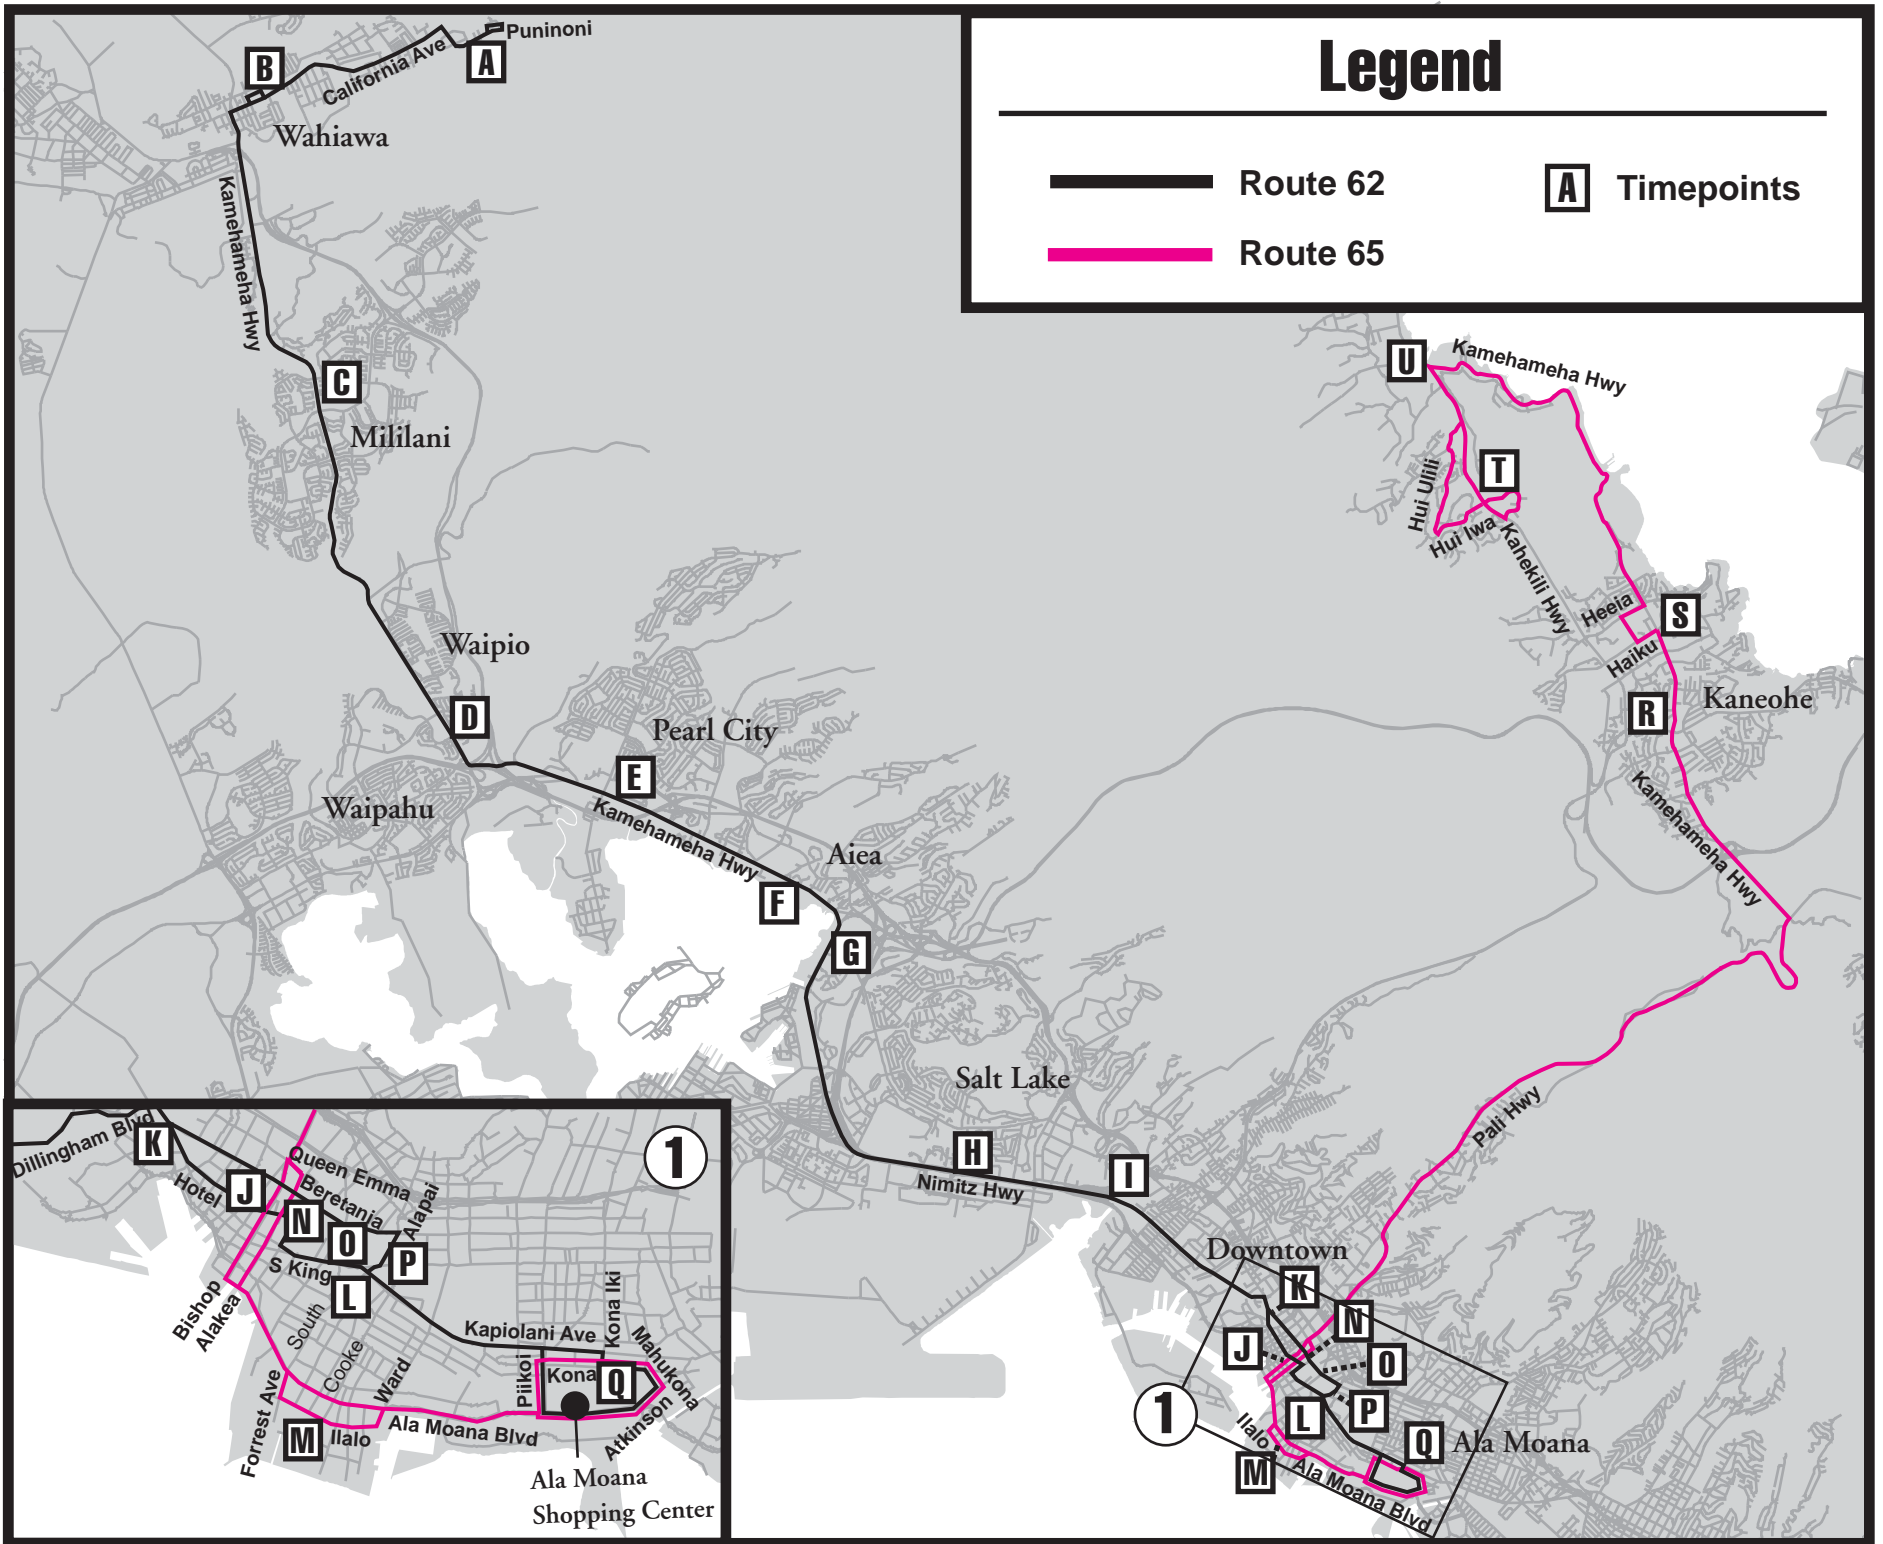 Legend
Route 62
Route 65
A Timepoints
Puninoni
A
B
California Ave
Wahiawa
Kamehameha Hwy
C
Mililani
Waipio
D
Pearl City
E
Waipahu
Kamehameha Hwy
Aiea
F
G
Salt Lake
H
I
Nimitz Hwy
U
Kamehameha Hwy
T
Hui Ulili
Hui Iwa
Kahekili Hwy
Heeia
S
Haiku
R
Kaneohe
Kamehameha Hwy
Pali Hwy
Downtown
K
N
J
O
L
P
1
Q
Ala Moana
Ilalo
M
Ala Moana Blvd
1
Dillingham Blvd
K
Hotel
J
Queen Emma
Beretania
Alapai
N
O
P
S King
L
Bishop
Alakea
South
Cooke
Ward
Kapiolani Ave
Kona Iki
Mahukona
Piikoi
Kona
Q
Forrest Ave
M
Ilalo
Ala Moana Blvd
Atkinson
Ala Moana
Shopping Center